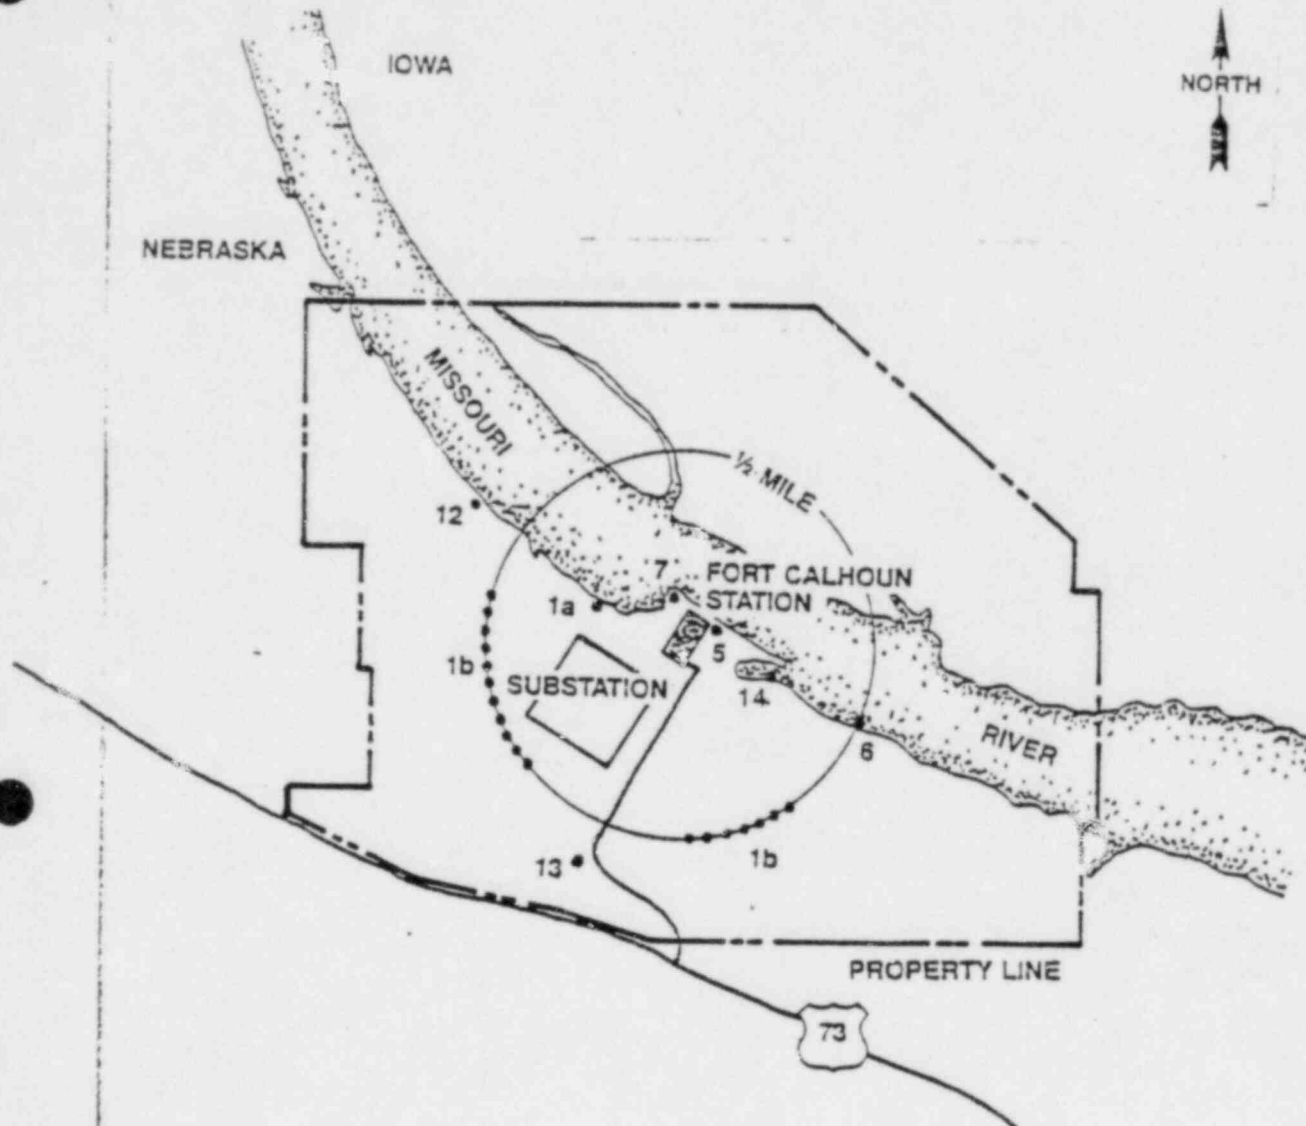 IOWA
NORTH
NEBRASKA
MISSOURI
½ MILE
12
7
FORT CALHOUN
STATION
1a
5
1b
SUBSTATION
14
6
RIVER
13
1b
PROPERTY LINE
73